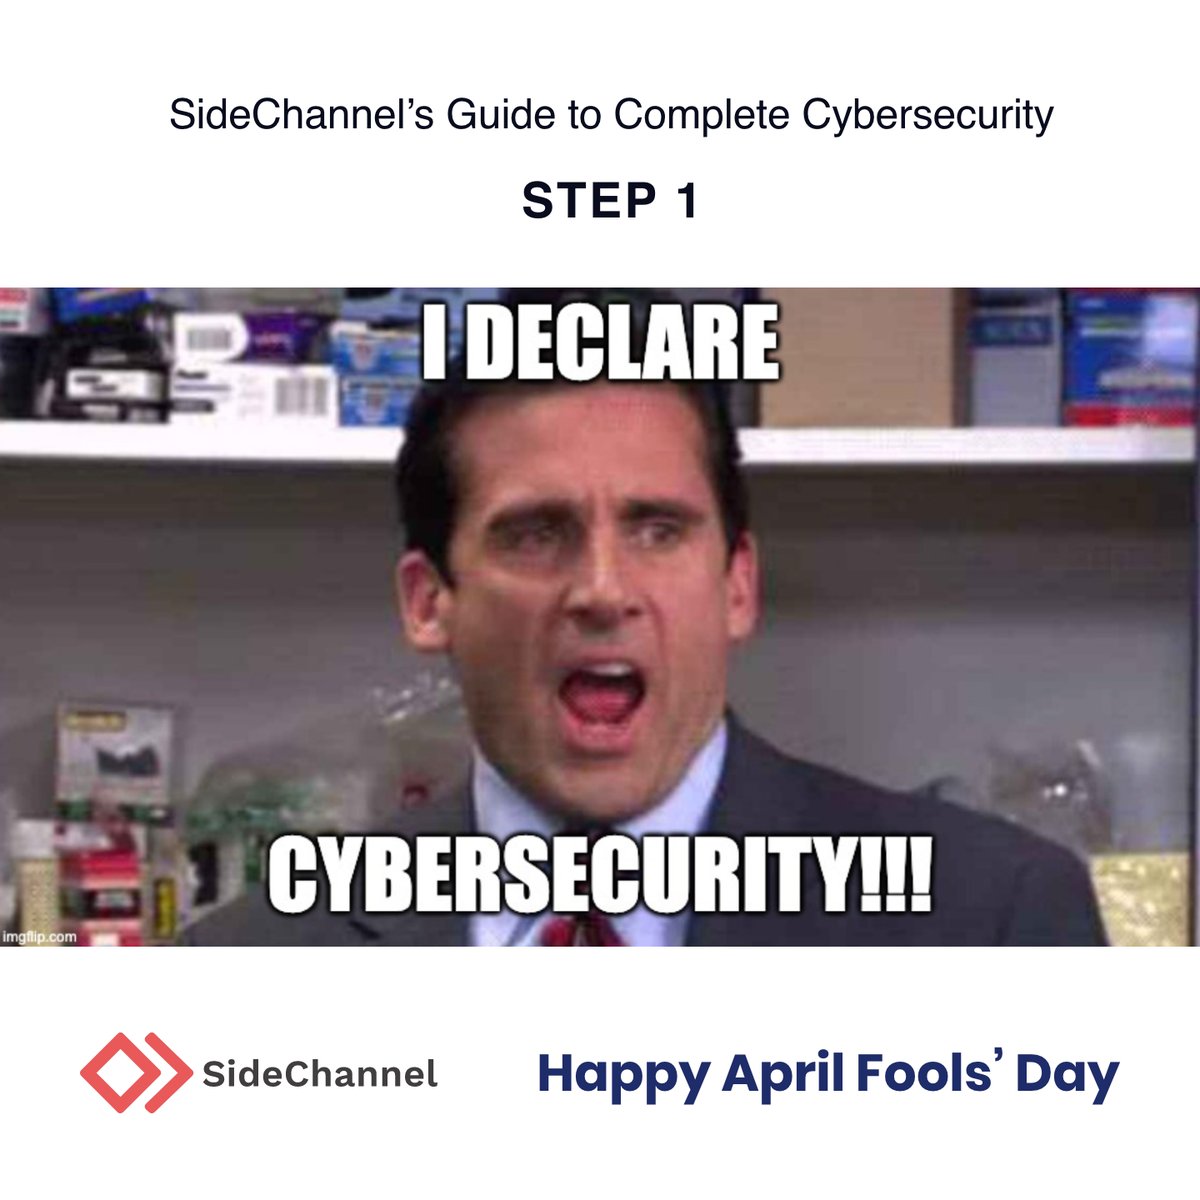 SideChannel’s Guide to Complete Cybersecurity
STEP 1
I DECLARE
CYBERSECURITY!!!
imgflip.com
SideChannel
Happy April Fools’ Day